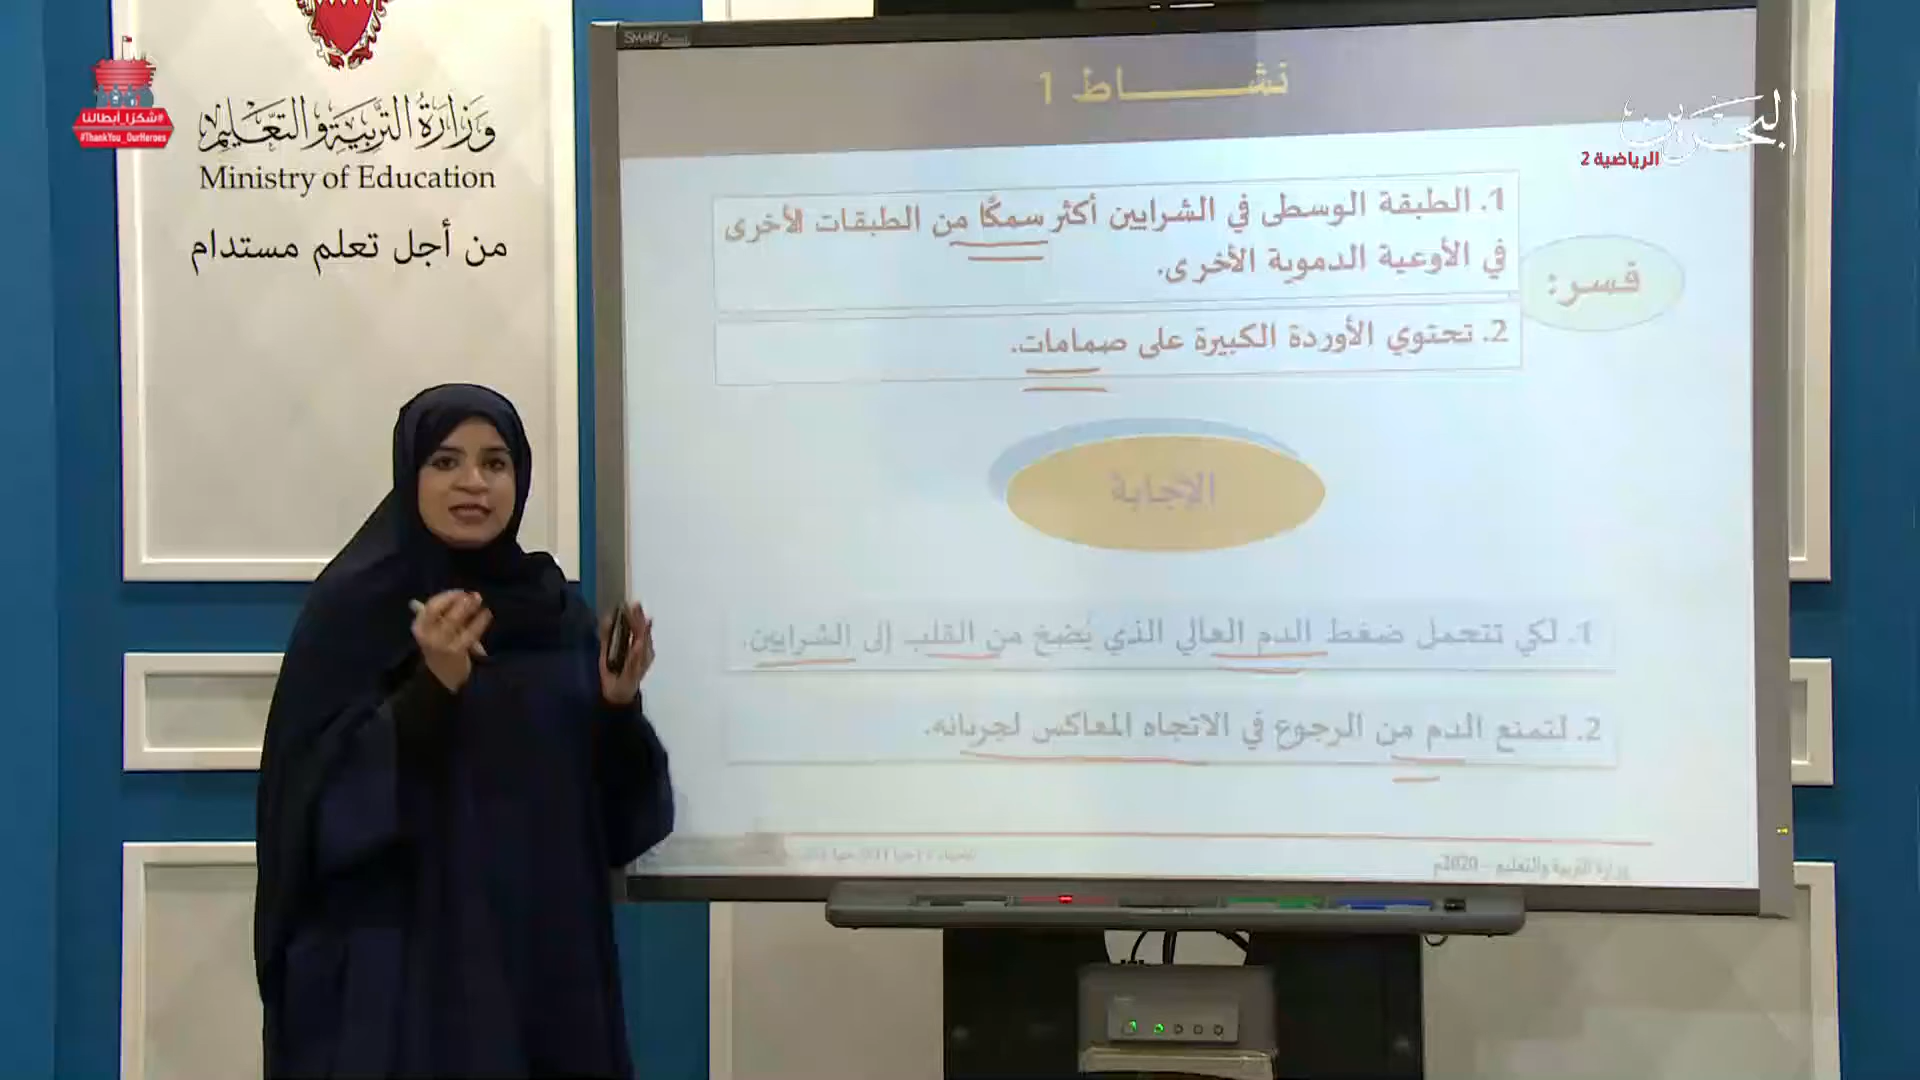 #شكرا_أبطالنا
#ThankYou_OurHeroes
وزارة التربية والتعليم
Ministry of Education
من أجل تعلم مستدام
SMART
البحرين
الرياضية 2
نشـــــاط 1
فسر:
1. الطبقة الوسطى في الشرايين أكثر سمكًا من الطبقات الأخرى
في الأوعية الدموية الأخرى.
2. تحتوي الأوردة الكبيرة على صمامات.
الإجابة
1. لكي تتحمل ضغط الدم العالي الذي يُضخ من القلب إلى الشرايين.
2. لتمنع الدم من الرجوع في الاتجاه المعاكس لجريانه.
وزارة التربية والتعليم – 2020م